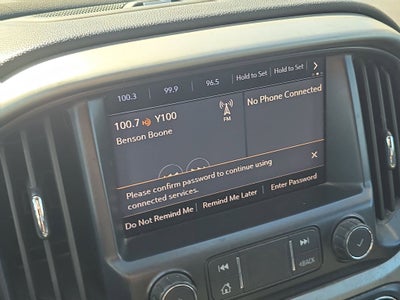 100.3 99.9 96.5 Hold to Set Hold to Set
100.7 Y100
Benson Boone
FM
No Phone Connected
Please confirm password to continue using
connected services.
Do Not Remind Me Remind Me Later Enter Password
<BACK